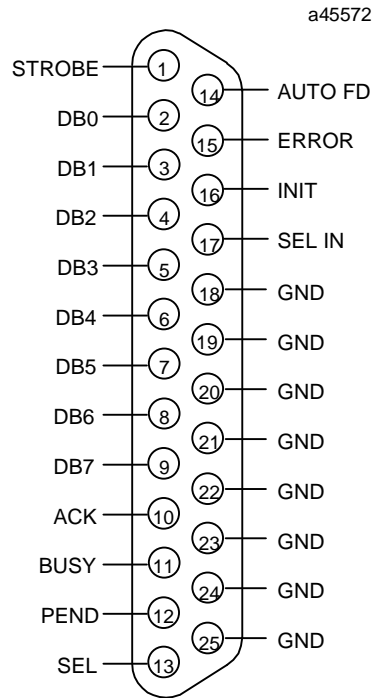 a45572
STROBE 1
14 AUTO FD
DB0 2
15 ERROR
DB1 3
16 INIT
DB2 4
17 SEL IN
DB3 5
18 GND
DB4 6
19 GND
DB5 7
20 GND
DB6 8
21 GND
DB7 9
22 GND
ACK 10
23 GND
BUSY 11
24 GND
PEND 12
25 GND
SEL 13